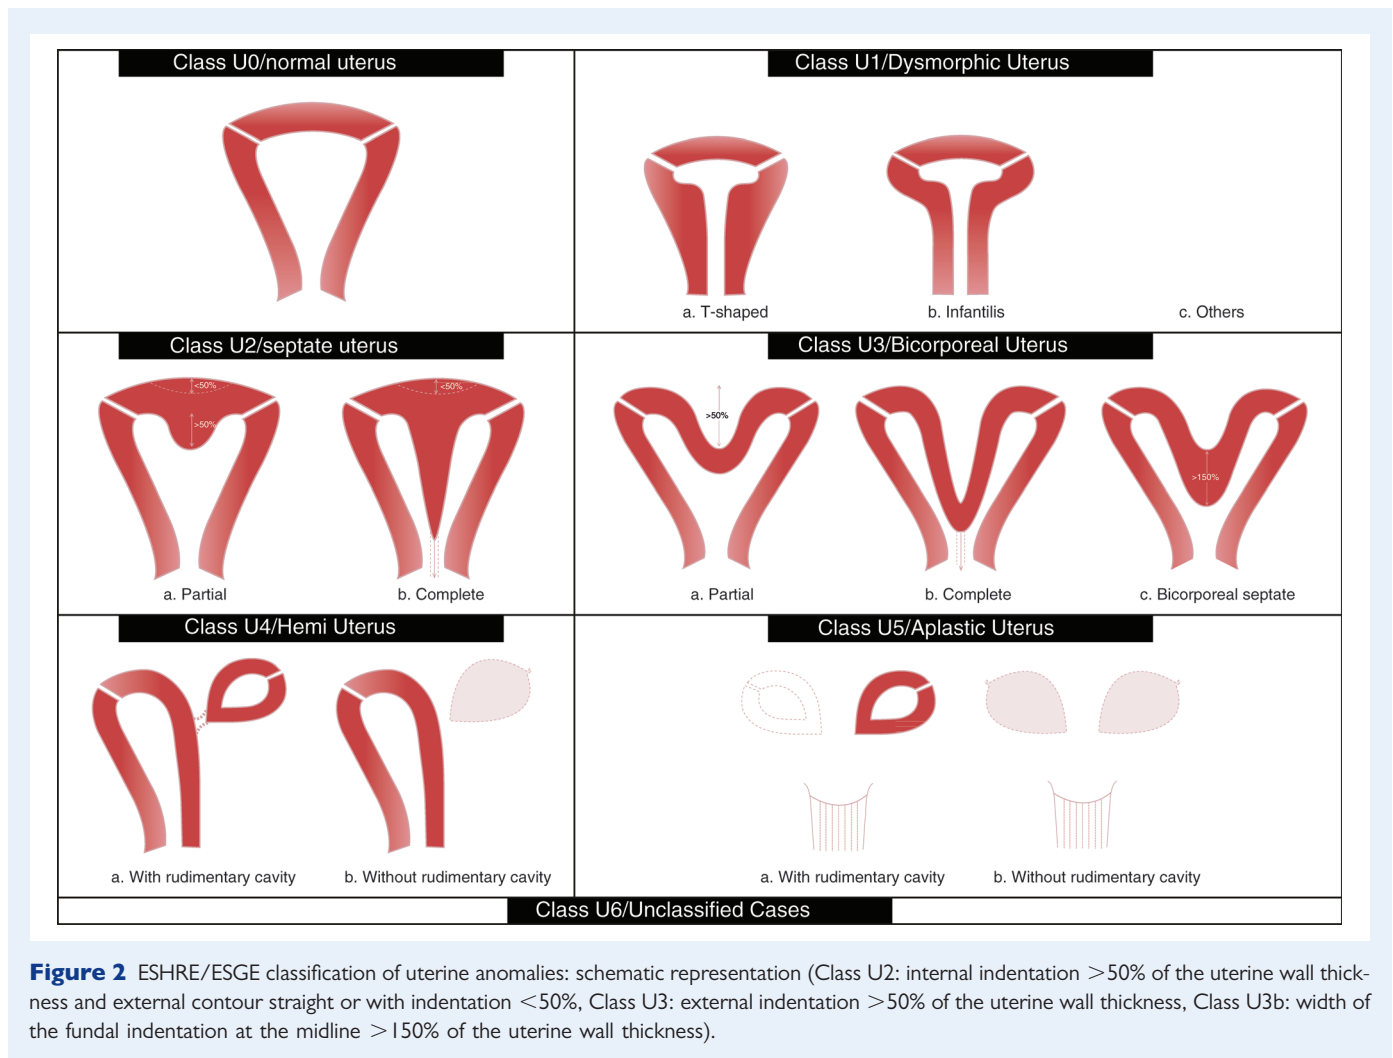 Class U0/normal uterus
Class U1/Dysmorphic Uterus
a. T-shaped
b. Infantilis
c. Others
Class U2/septate uterus
<50%
>50%
<50%
a. Partial
b. Complete
Class U3/Bicorporeal Uterus
>50%
>150%
a. Partial
b. Complete
c. Bicorporeal septate
Class U4/Hemi Uterus
a. With rudimentary cavity
b. Without rudimentary cavity
Class U5/Aplastic Uterus
a. With rudimentary cavity
b. Without rudimentary cavity
Class U6/Unclassified Cases
Figure 2 ESHRE/ESGE classification of uterine anomalies: schematic representation (Class U2: internal indentation >50% of the uterine wall thick-
ness and external contour straight or with indentation <50%, Class U3: external indentation >50% of the uterine wall thickness, Class U3b: width of
the fundal indentation at the midline >150% of the uterine wall thickness).